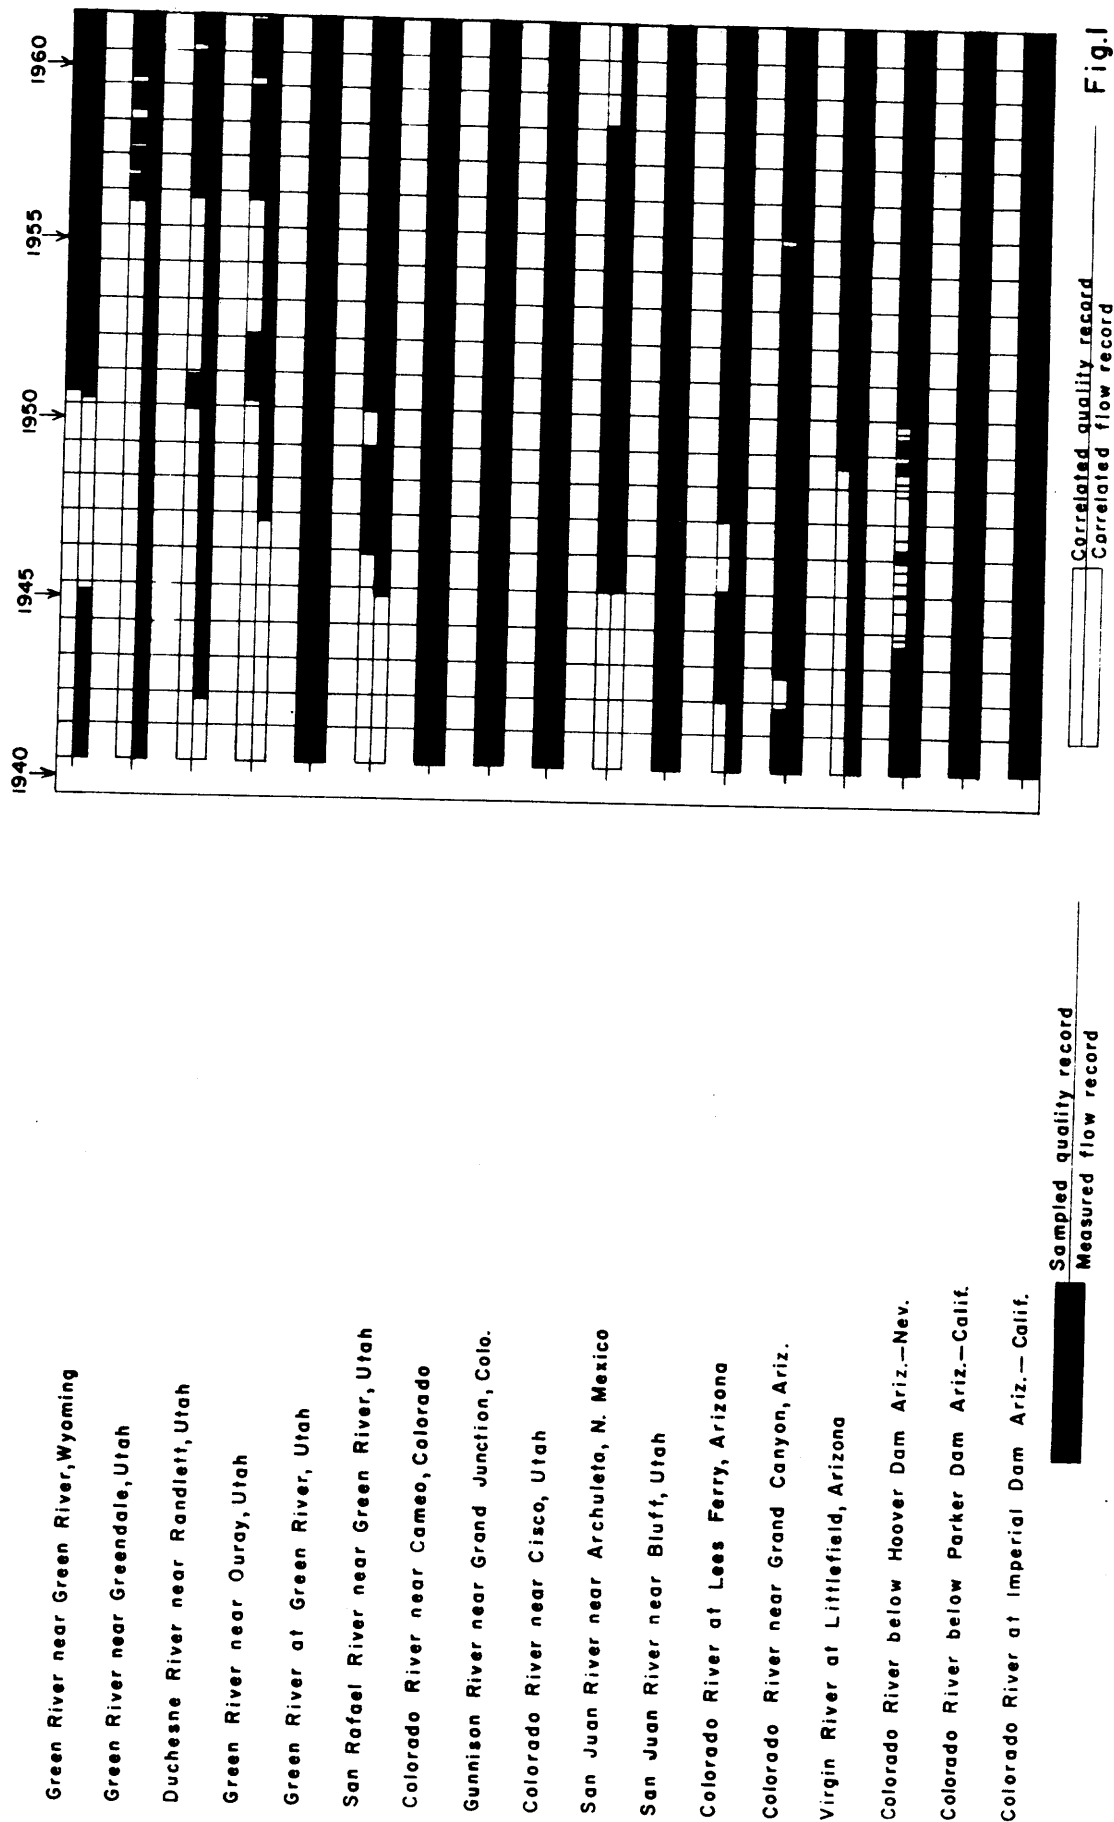 1940
1945
1950
1955
1960
Green River near Green River, Wyoming
Green River near Greendale, Utah
Duchesne River near Randlett, Utah
Green River near Ouray, Utah
Green River at Green River, Utah
San Rafael River near Green River, Utah
Colorado River near Cameo, Colorado
Gunnison River near Grand Junction, Colo.
Colorado River near Cisco, Utah
San Juan River near Archuleta, N. Mexico
San Juan River near Bluff, Utah
Colorado River at Lees Ferry, Arizona
Colorado River near Grand Canyon, Ariz.
Virgin River at Littlefield, Arizona
Colorado River below Hoover Dam Ariz.—Nev.
Colorado River below Parker Dam Ariz.—Calif.
Colorado River at Imperial Dam Ariz.—Calif.
Sampled quality record
Measured flow record
Correlated quality record
Correlated flow record
Fig.1